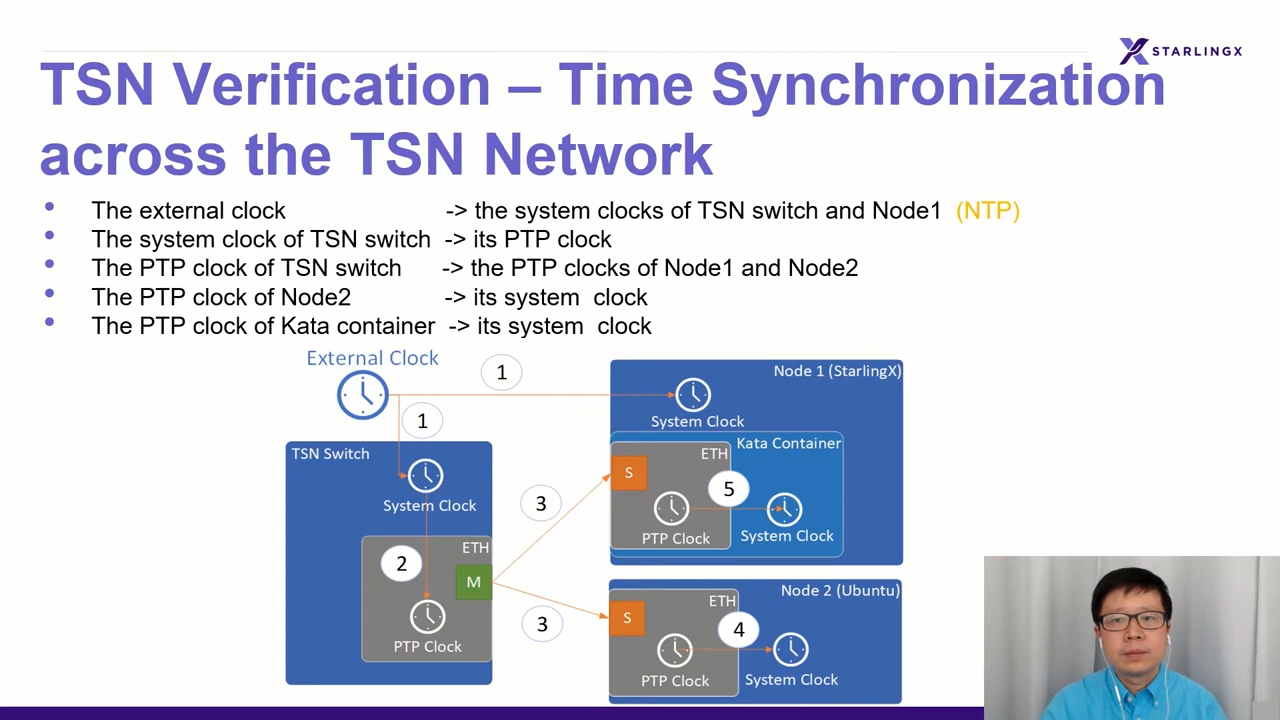 STARLINGX
TSN Verification – Time Synchronization
across the TSN Network
• The external clock -> the system clocks of TSN switch and Node1 (NTP)
• The system clock of TSN switch -> its PTP clock
• The PTP clock of TSN switch -> the PTP clocks of Node1 and Node2
• The PTP clock of Node2 -> its system clock
• The PTP clock of Kata container -> its system clock
External Clock
1
1
TSN Switch
System Clock
ETH
2
M
PTP Clock
3
3
Node 1 (StarlingX)
System Clock
Kata Container
ETH
S
5
PTP Clock
System Clock
Node 2 (Ubuntu)
ETH
S
4
PTP Clock
System Clock